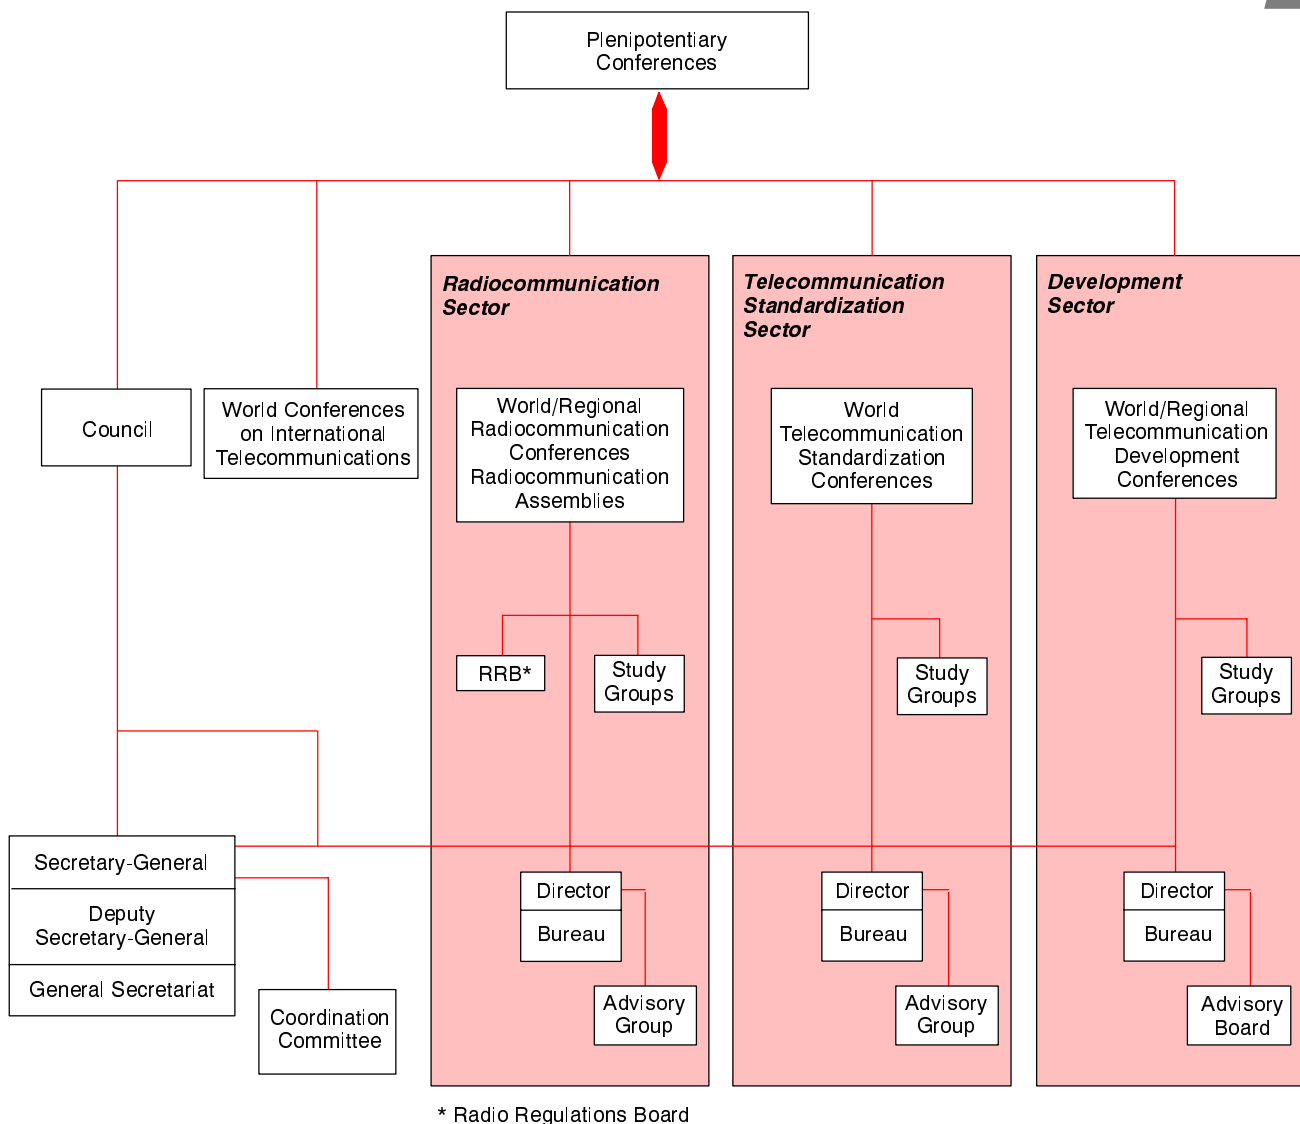 Plenipotentiary
Conferences
Radiocommunication
Sector
Telecommunication
Standardization
Sector
Development
Sector
Council
World Conferences
on International
Telecommunications
World/Regional
Radiocommunication
Conferences
Radiocommunication
Assemblies
World
Telecommunication
Standardization
Conferences
World/Regional
Telecommunication
Development
Conferences
RRB*
Study
Groups
Study
Groups
Study
Groups
Secretary-General
Deputy
Secretary-General
General Secretariat
Coordination
Committee
Director
Bureau
Advisory
Group
Director
Bureau
Advisory
Group
Director
Bureau
Advisory
Board
* Radio Regulations Board